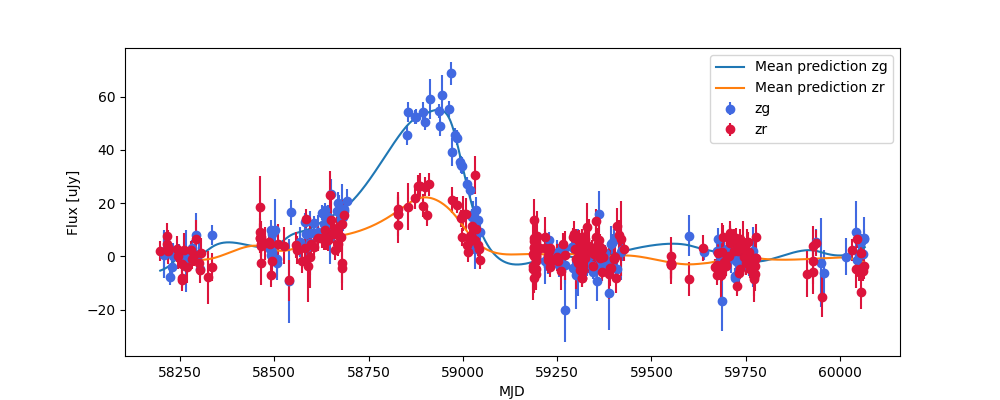 Mean prediction zg
Mean prediction zr
zg
zr
Flux [uJy]
60
40
20
0
−20
58250 58500 58750 59000 59250 59500 59750 60000
MJD